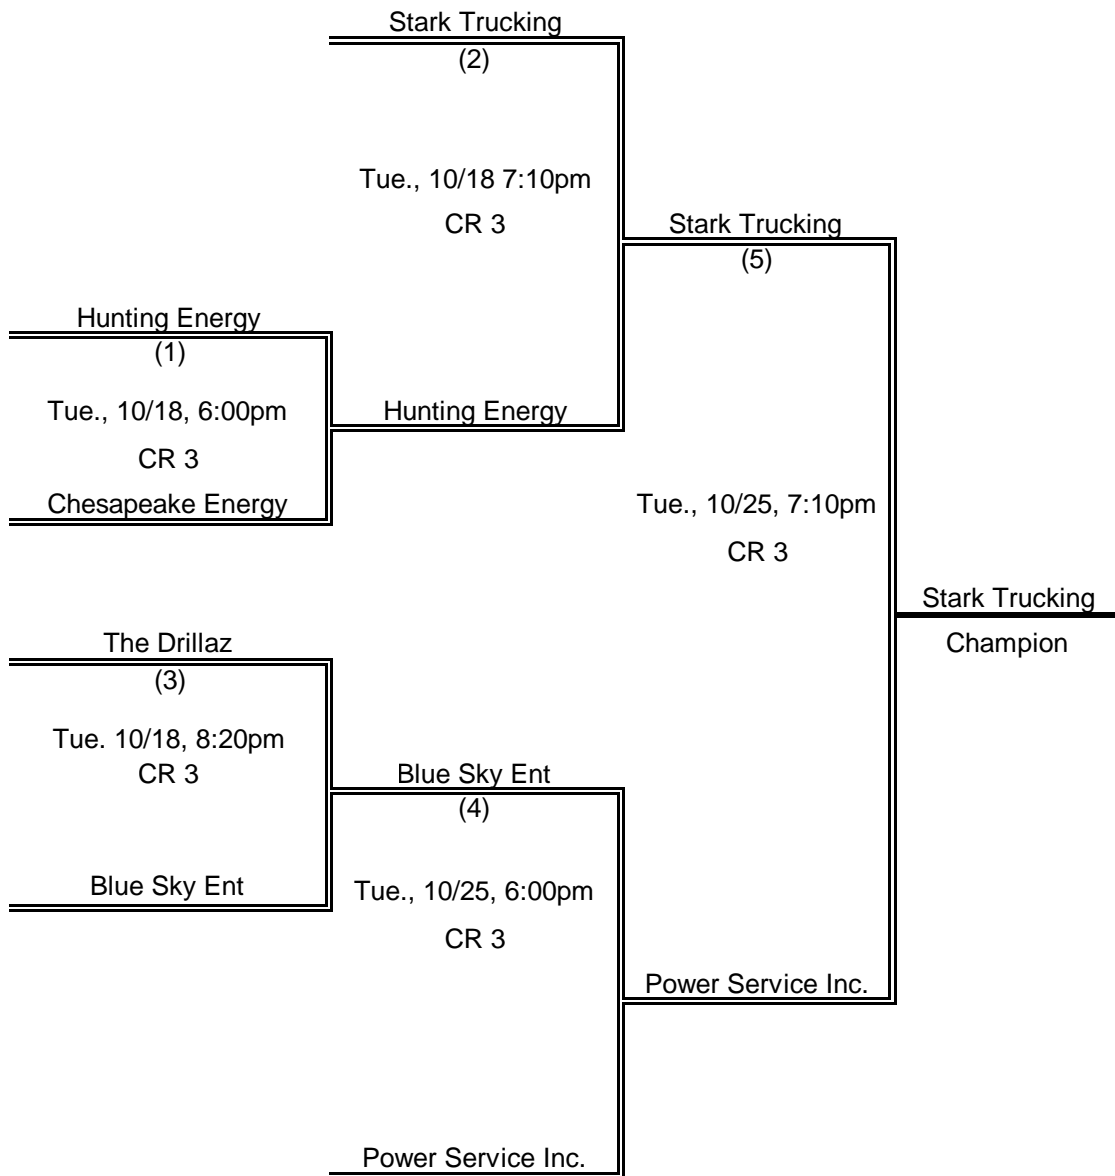 Stark Trucking
(2)
Tue., 10/18 7:10pm
CR 3
Stark Trucking
(5)
Hunting Energy
(1)
Tue., 10/18, 6:00pm
CR 3
Hunting Energy
Chesapeake Energy
Tue., 10/25, 7:10pm
CR 3
Stark Trucking
Champion
The Drillaz
(3)
Tue. 10/18, 8:20pm
CR 3
Blue Sky Ent
(4)
Blue Sky Ent
Tue., 10/25, 6:00pm
CR 3
Power Service Inc.
Power Service Inc.